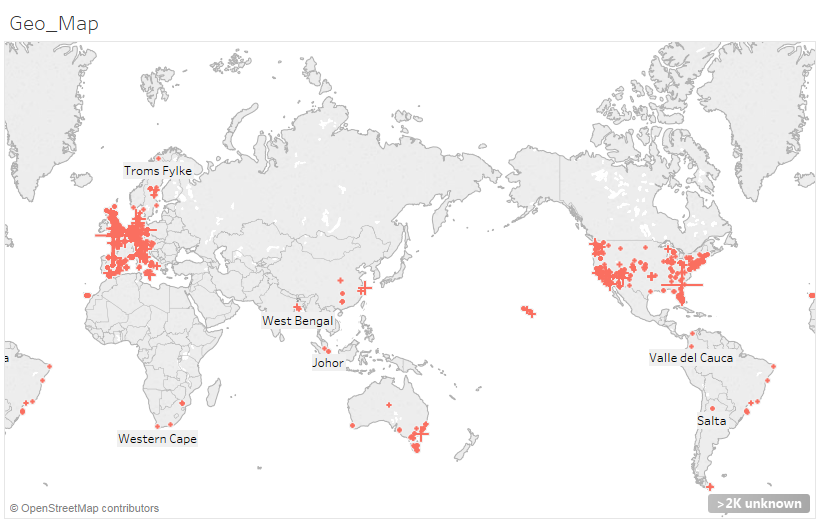 Geo_Map
Troms Fylke
West Bengal
Johor
a
Valle del Cauca
Salta
Western Cape
© OpenStreetMap contributors
>2K unknown